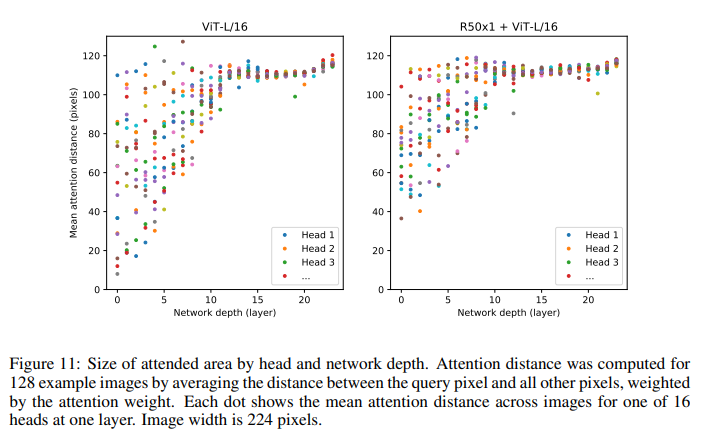 ViT-L/16
R50x1 + ViT-L/16
Mean attention distance (pixels)
120
100
80
60
40
20
0
0 5 10 15 20
Network depth (layer)
Head 1
Head 2
Head 3
...
120
100
80
60
40
20
0
0 5 10 15 20
Network depth (layer)
Head 1
Head 2
Head 3
...
Figure 11: Size of attended area by head and network depth. Attention distance was computed for
128 example images by averaging the distance between the query pixel and all other pixels, weighted
by the attention weight. Each dot shows the mean attention distance across images for one of 16
heads at one layer. Image width is 224 pixels.